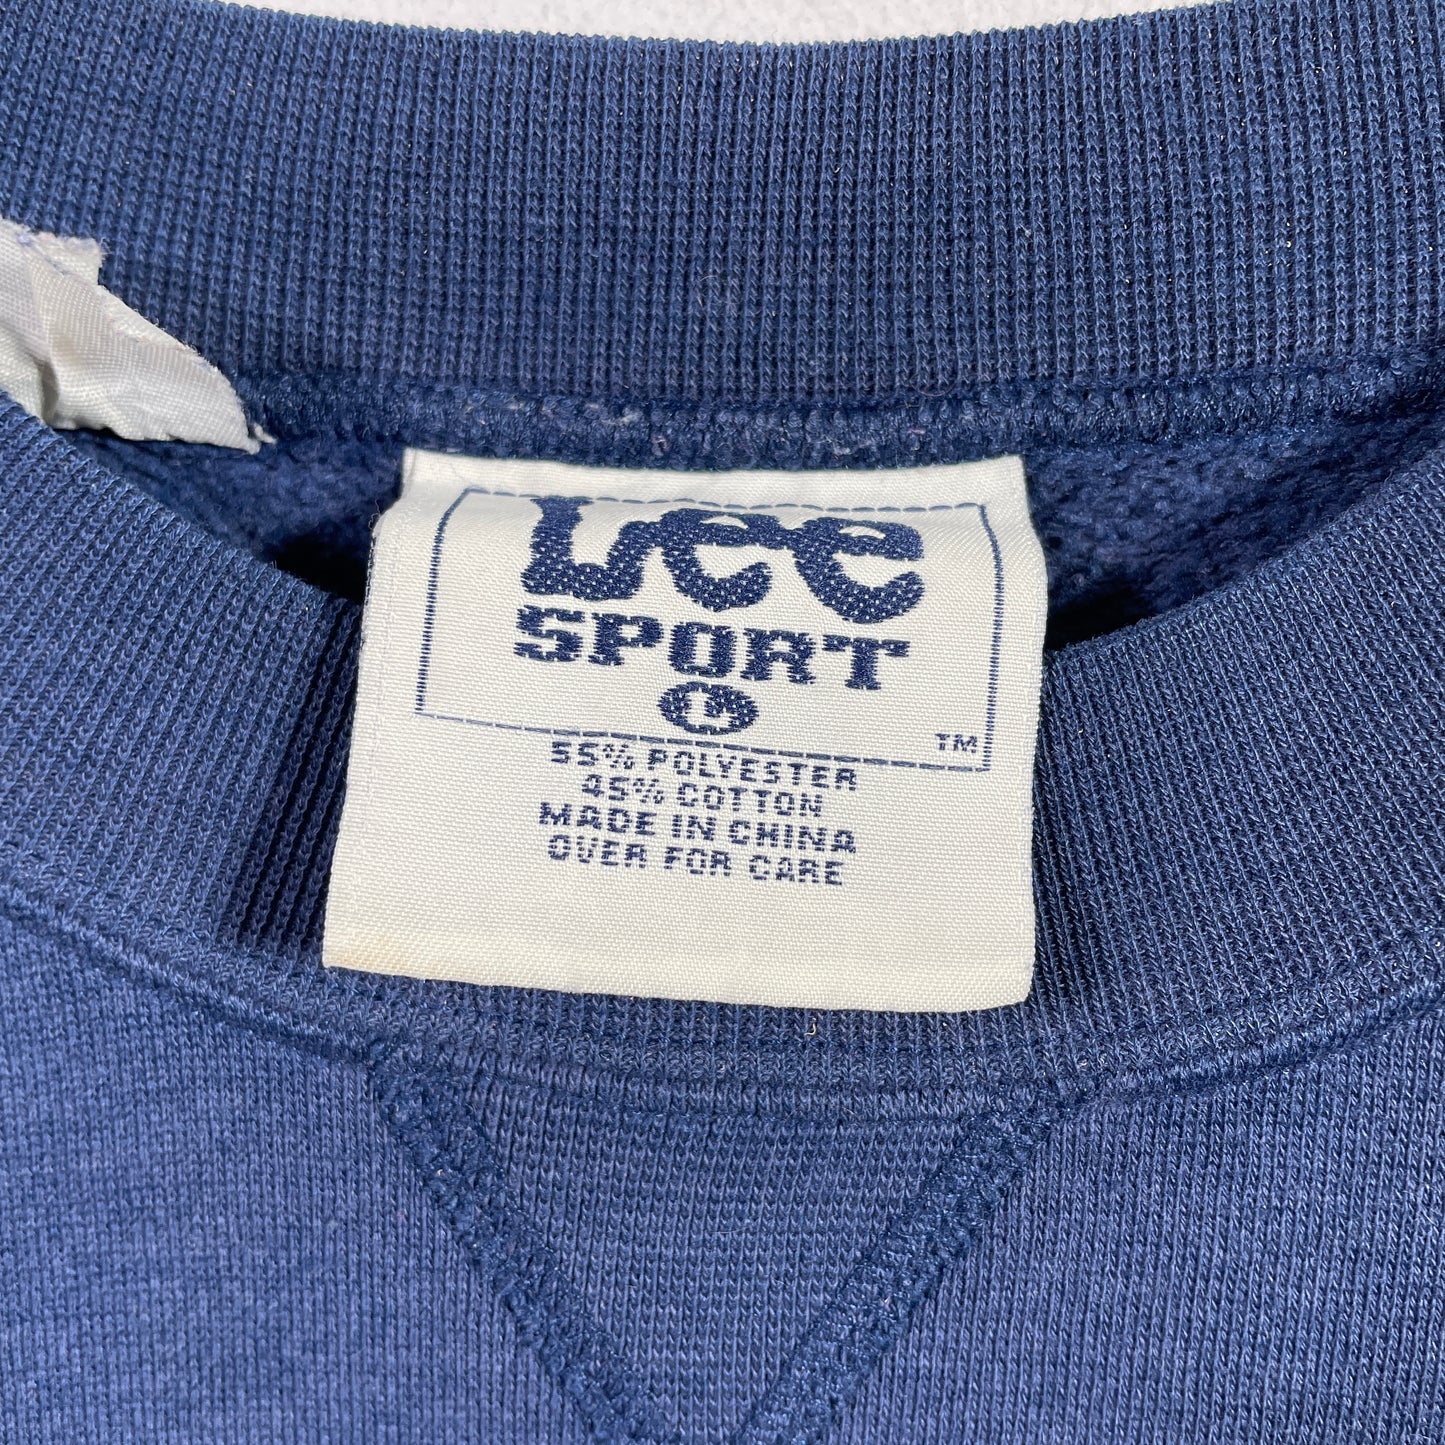 Lee
SPORT
L
TM
55% POLYESTER
45% COTTON
MADE IN CHINA
OVER FOR CARE